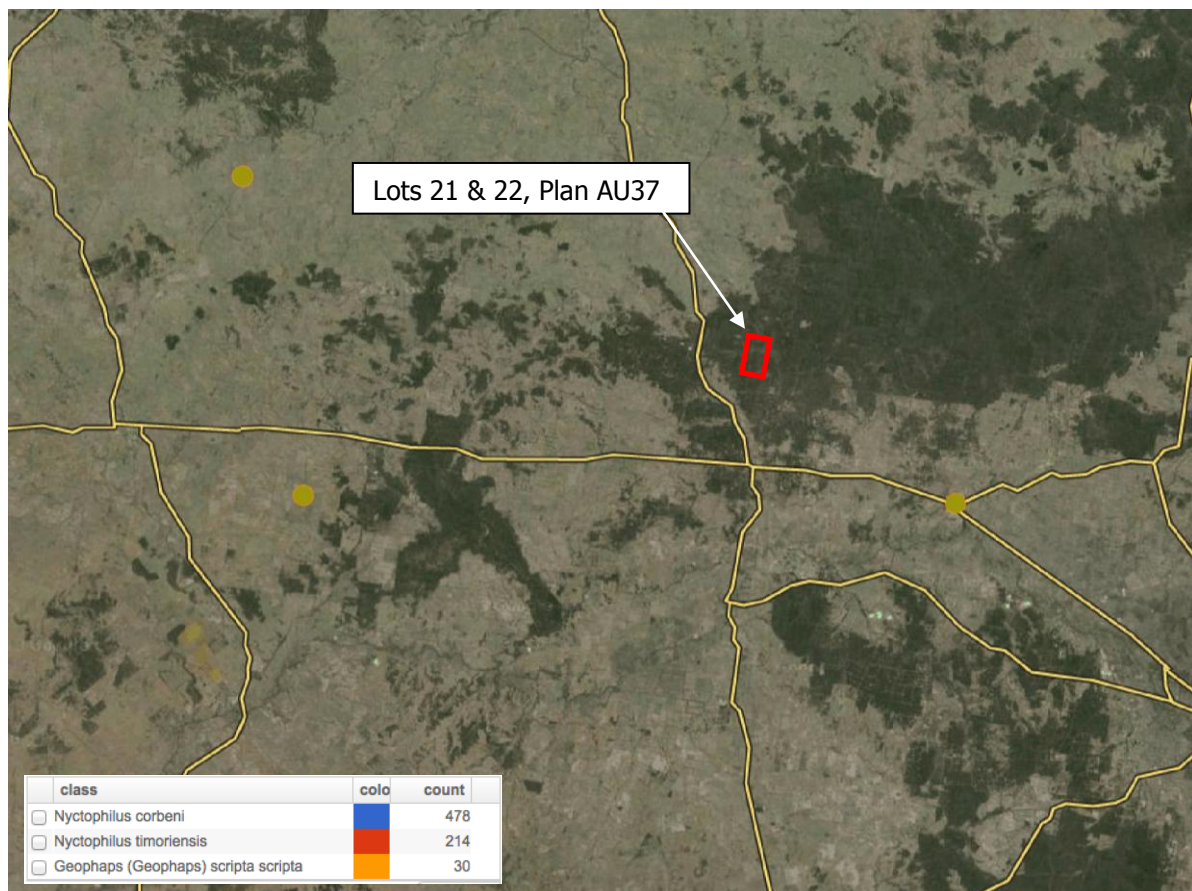 Lots 21 & 22, Plan AU37
class colo count
Nyctophilus corbeni 478
Nyctophilus timoriensis 214
Geophaps (Geophaps) scripta scripta 30